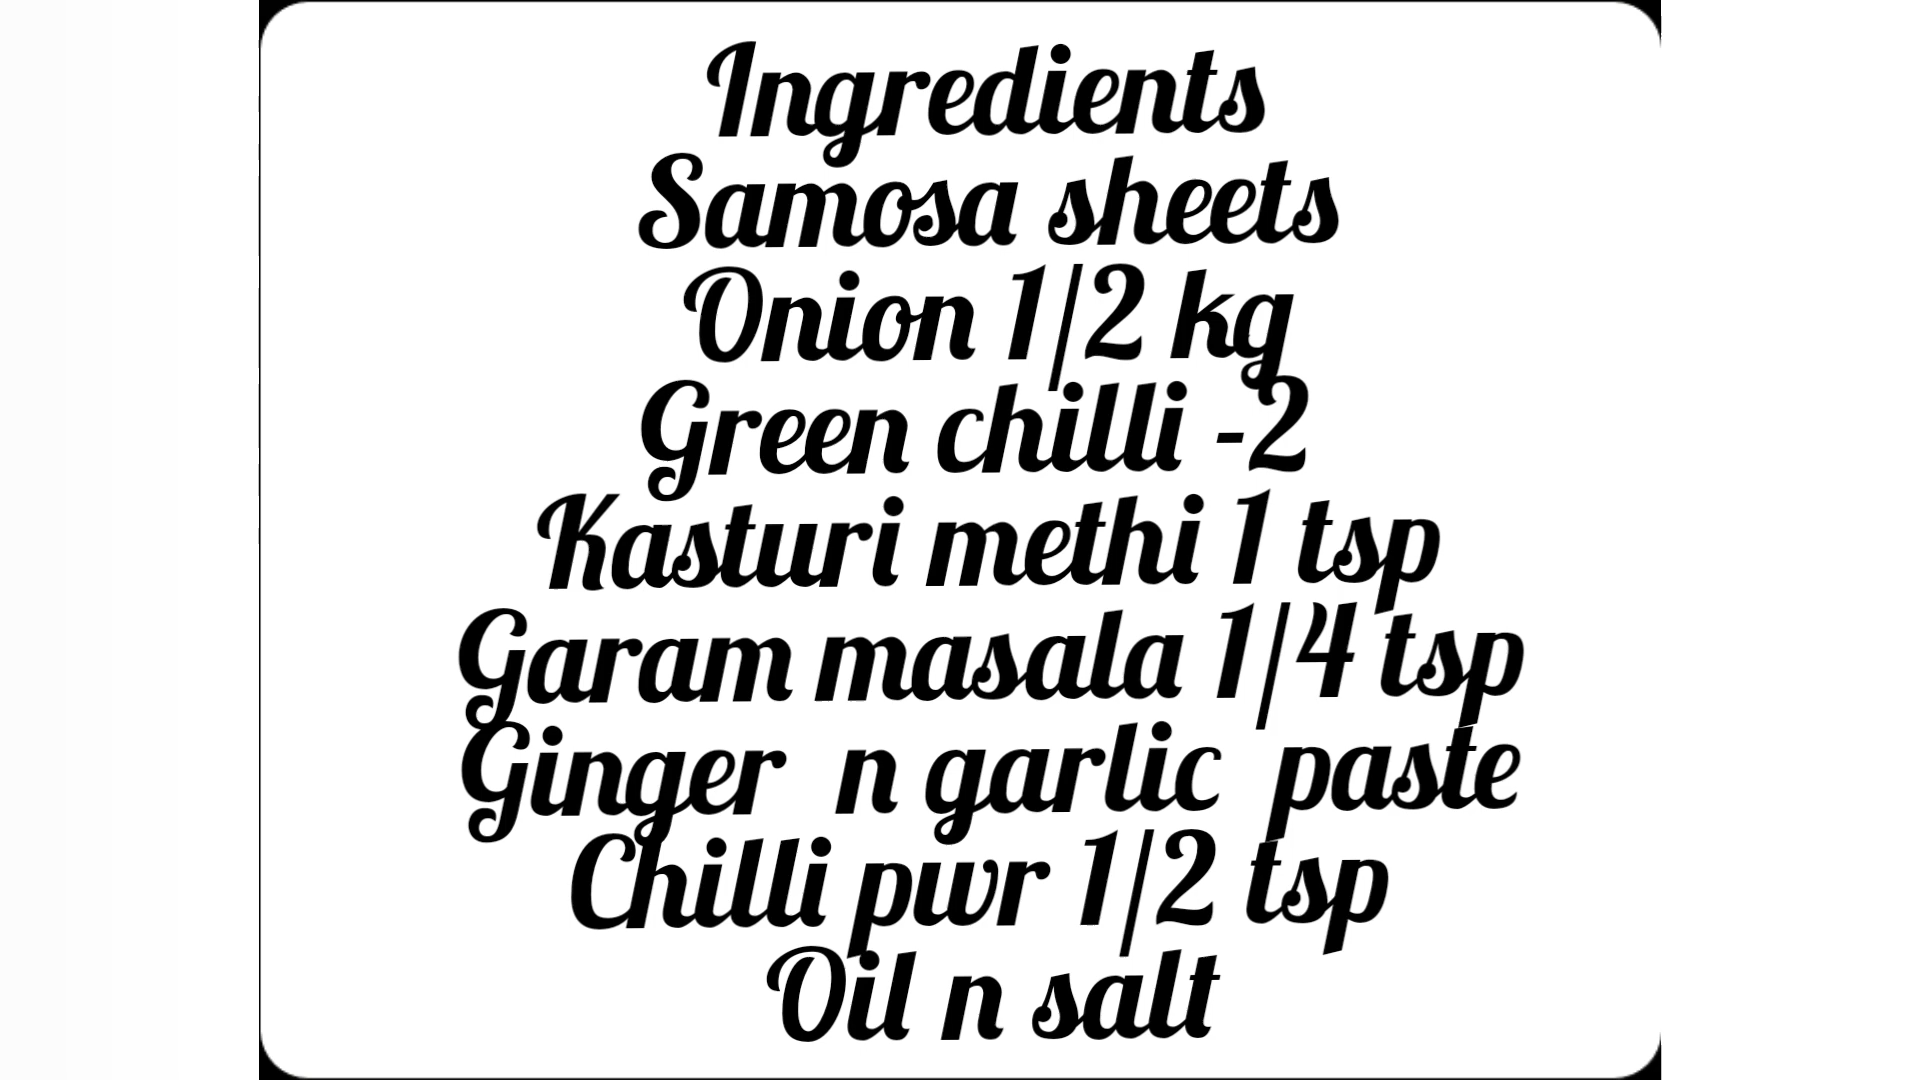 Ingredients
Samosa sheets
Onion 1/2 kg
Green chilli -2
Kasturi methi 1 tsp
Garam masala 1/4 tsp
Ginger  n garlic  paste
Chilli pwr 1/2 tsp
Oil n salt